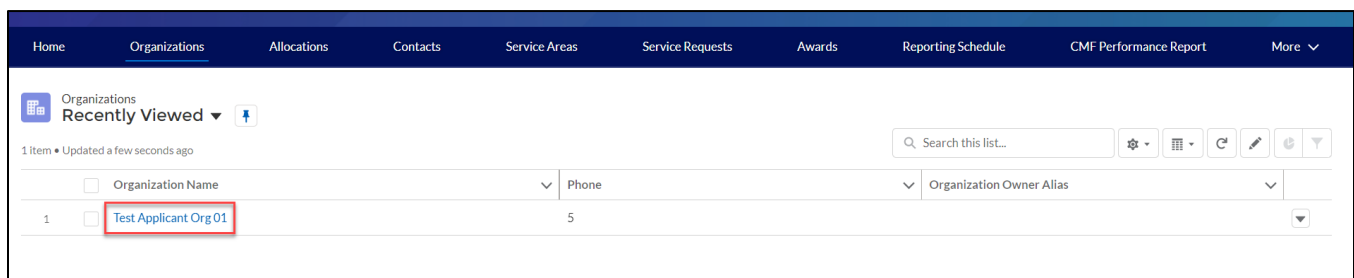 Home Organizations Allocations Contacts Service Areas Service Requests Awards Reporting Schedule CMF Performance Report More
Organizations
Recently Viewed
1 item • Updated a few seconds ago
Search this list...
Organization Name Phone Organization Owner Alias
1 Test Applicant Org 01 5